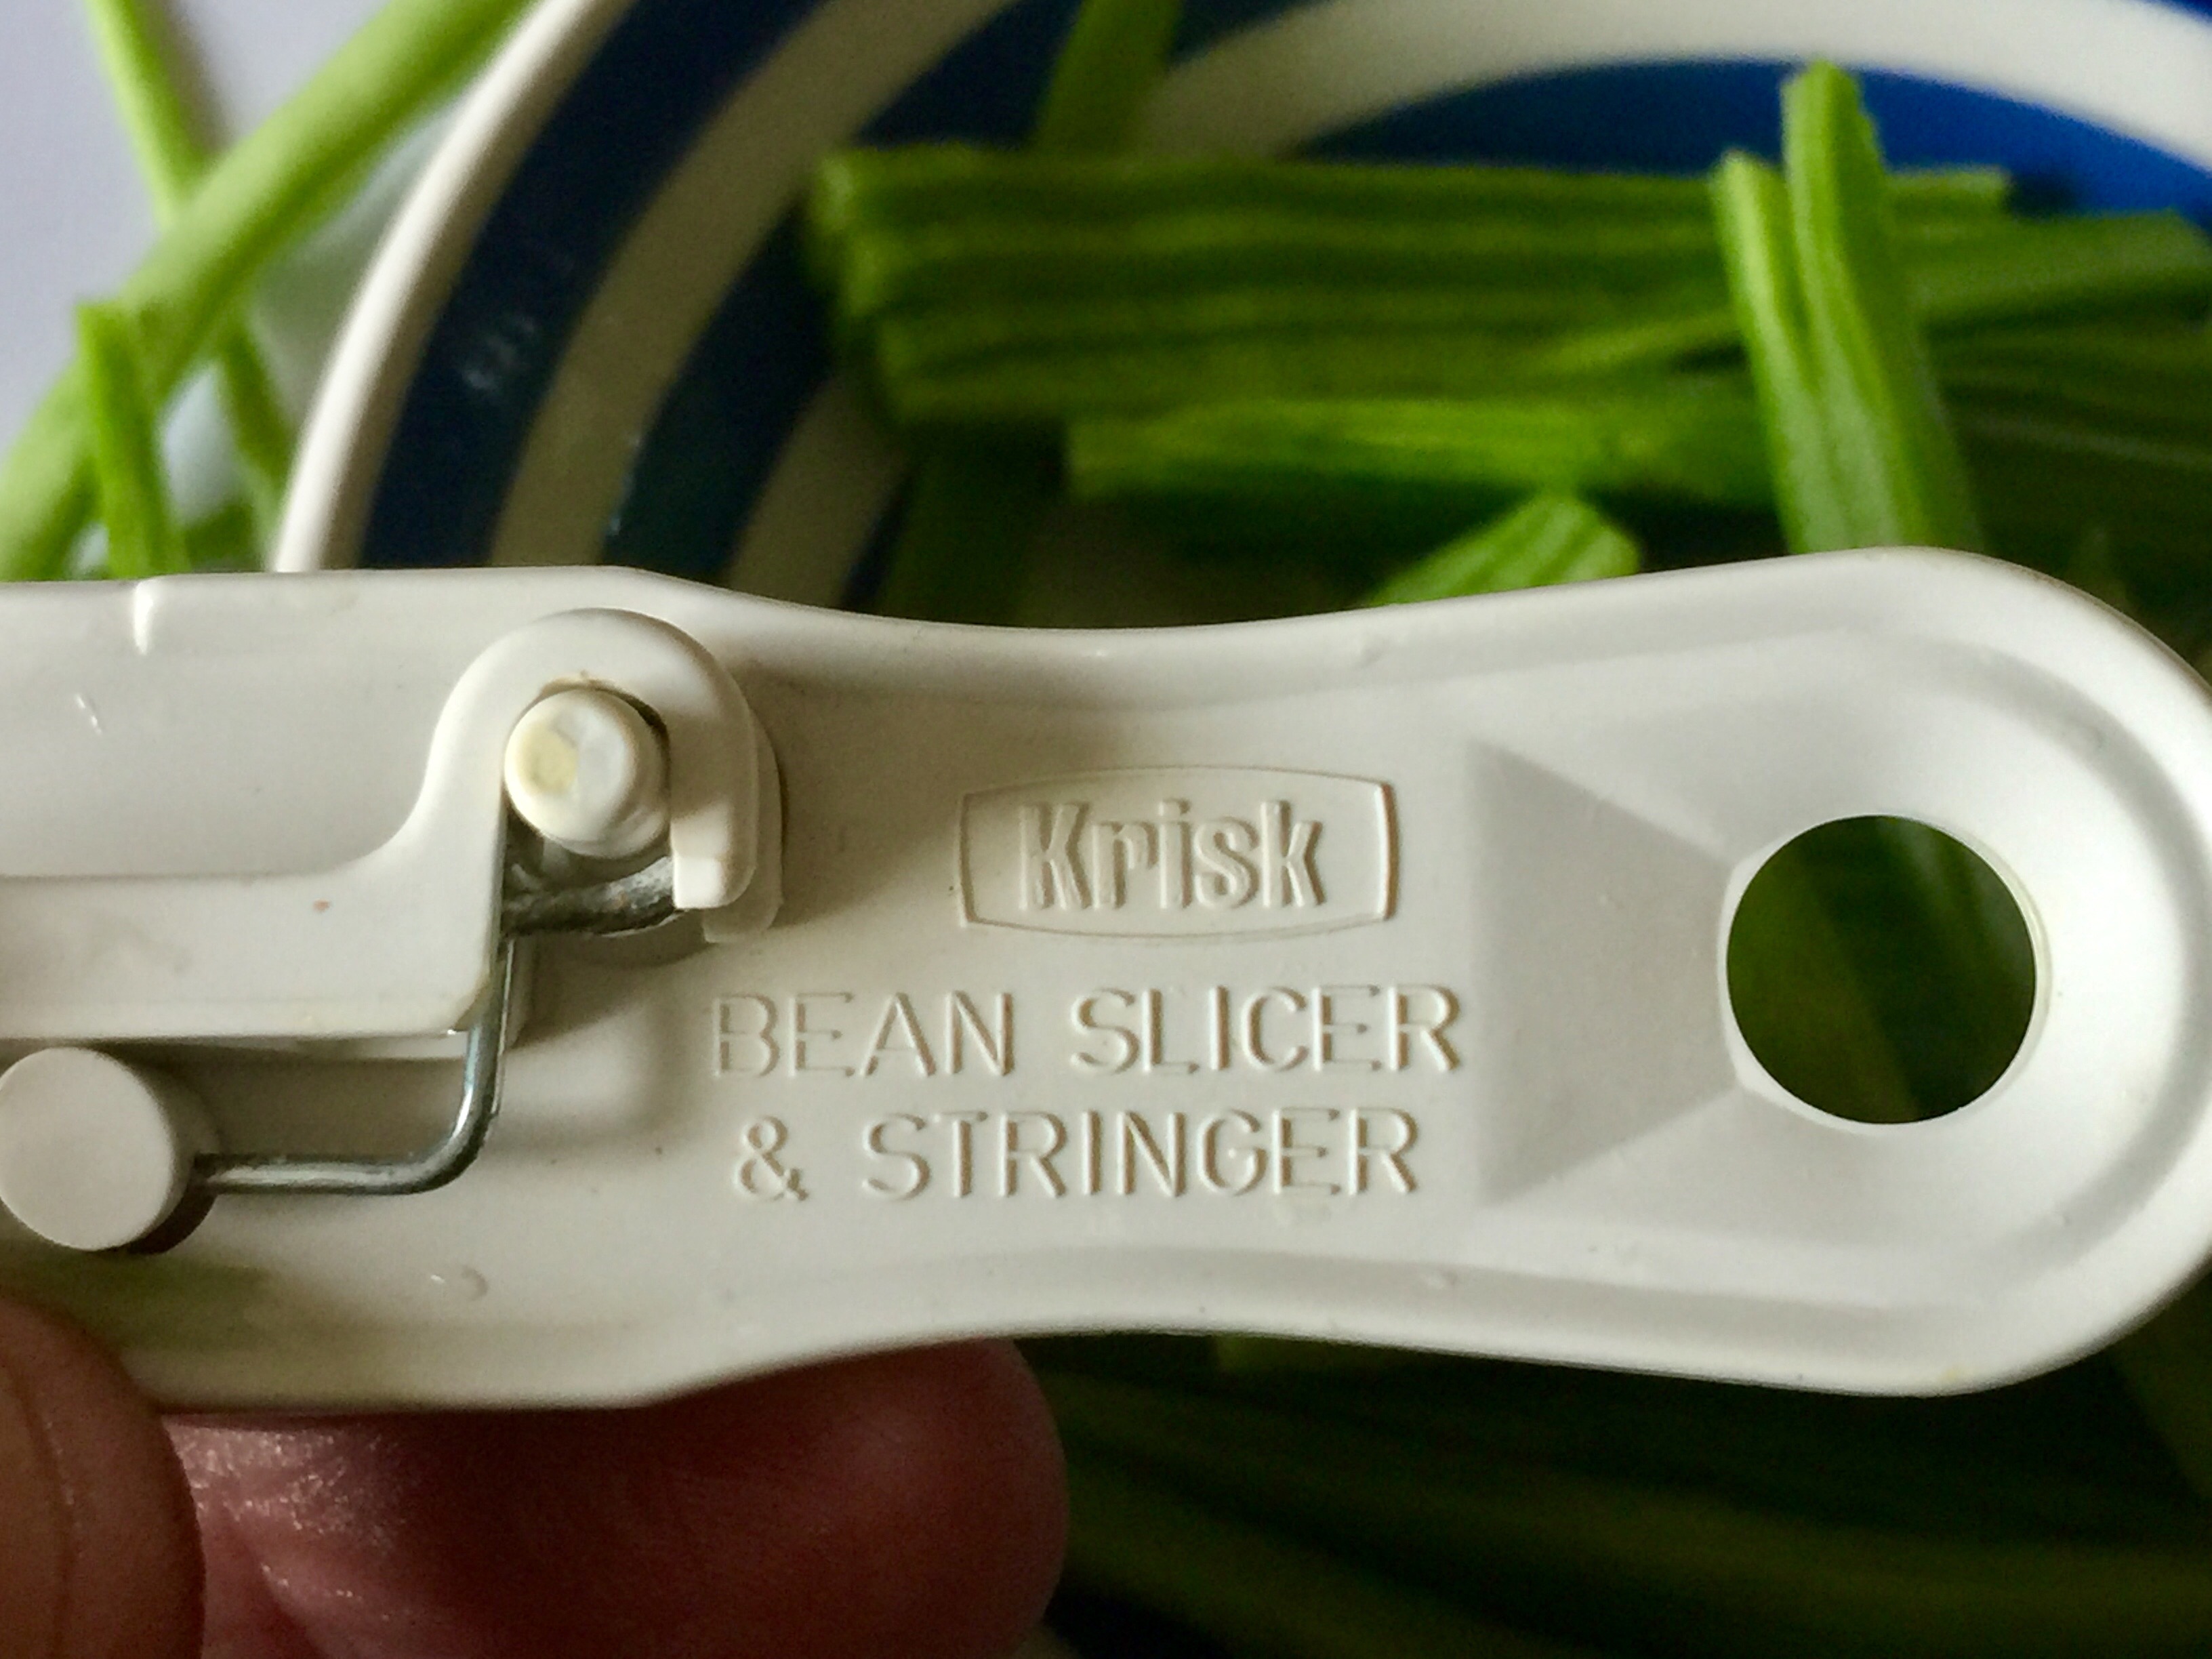 Krisk
BEAN SLICER
& STRINGER